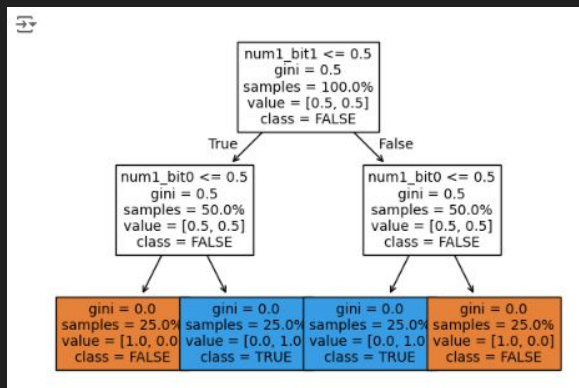 num1_bit1 <= 0.5
gini = 0.5
samples = 100.0%
value = [0.5, 0.5]
class = FALSE
True
False
num1_bit0 <= 0.5
gini = 0.5
samples = 50.0%
value = [0.5, 0.5]
class = FALSE
num1_bit0 <= 0.5
gini = 0.5
samples = 50.0%
value = [0.5, 0.5]
class = FALSE
gini = 0.0
samples = 25.0%
value = [1.0, 0.0]
class = FALSE
gini = 0.0
samples = 25.0%
value = [0.0, 1.0]
class = TRUE
gini = 0.0
samples = 25.0%
value = [0.0, 1.0]
class = TRUE
gini = 0.0
samples = 25.0%
value = [1.0, 0.0]
class = FALSE